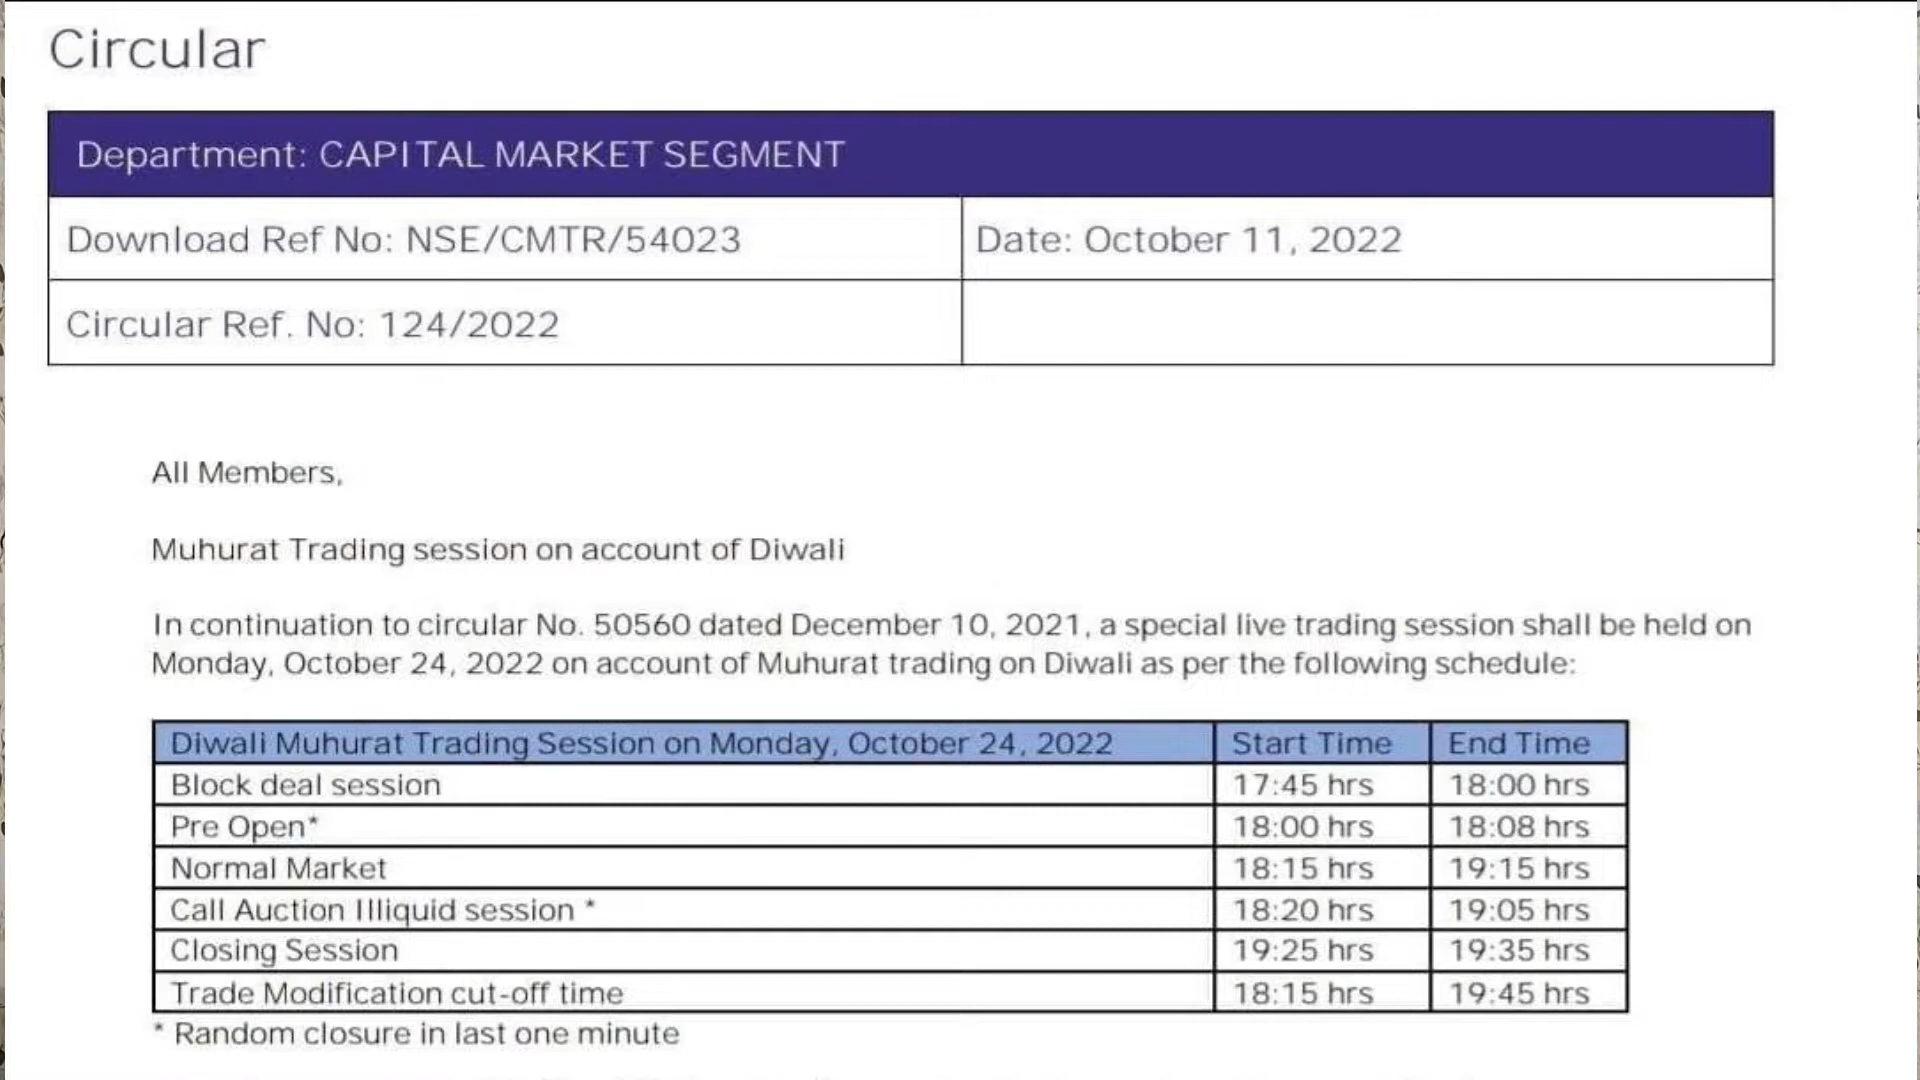 Circular
Department: CAPITAL MARKET SEGMENT
Download Ref No: NSE/CMTR/54023 Date: October 11, 2022
Circular Ref. No: 124/2022
All Members,
Muhurat Trading session on account of Diwali
In continuation to circular No. 50560 dated December 10, 2021, a special live trading session shall be held on
Monday, October 24, 2022 on account of Muhurat trading on Diwali as per the following schedule:
Diwali Muhurat Trading Session on Monday, October 24, 2022 Start Time End Time
Block deal session 17:45 hrs 18:00 hrs
Pre Open* 18:00 hrs 18:08 hrs
Normal Market 18:15 hrs 19:15 hrs
Call Auction Illiquid session * 18:20 hrs 19:05 hrs
Closing Session 19:25 hrs 19:35 hrs
Trade Modification cut-off time 18:15 hrs 19:45 hrs
* Random closure in last one minute